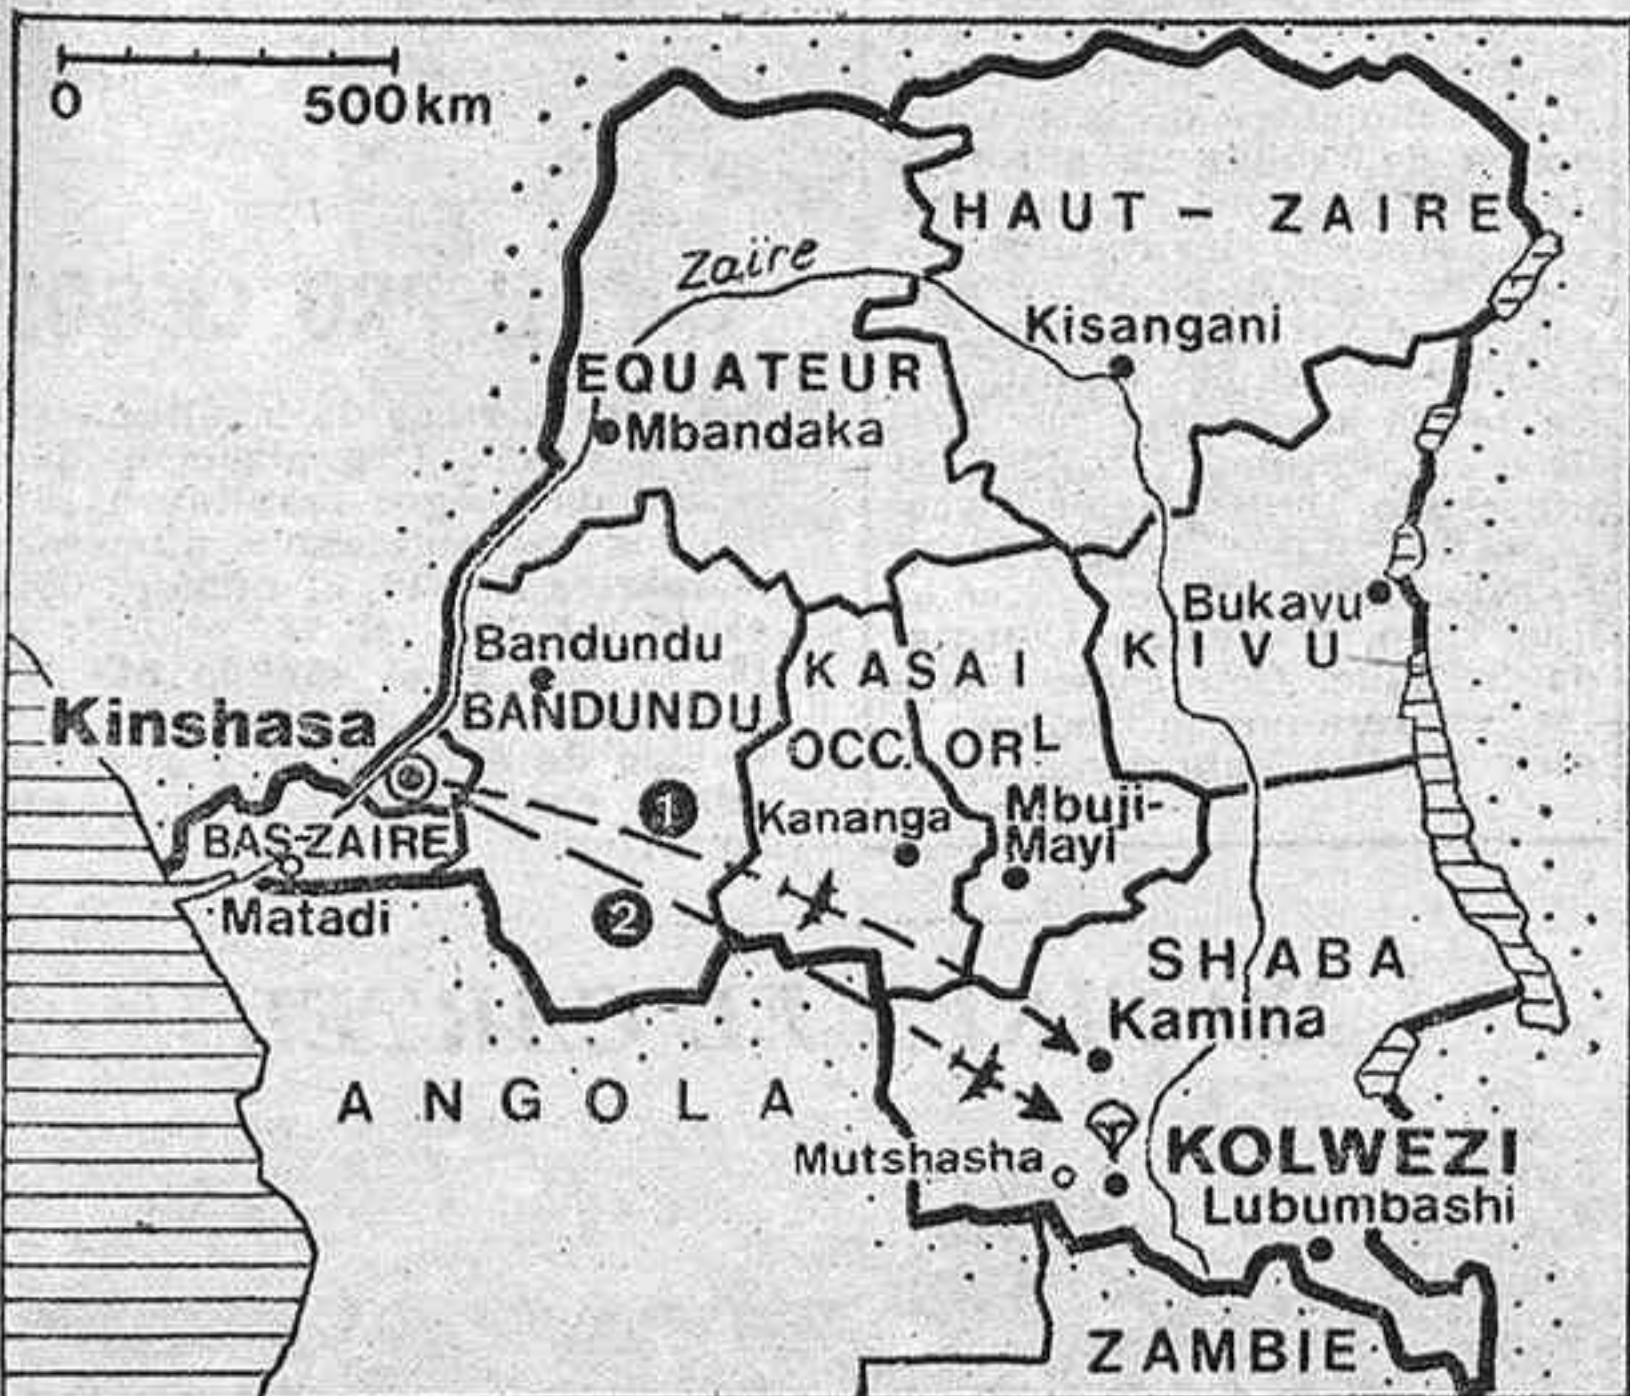 0 500km
HAUT - ZAIRE
Zaïre
Kisangani
EQUATEUR
Mbandaka
Bukavu
KIVU
Bandundu
BANDUNDU
KASAI
OCC. ORL
Kinshasa
Kananga
Mbuji-
Mayi
BAS-ZAIRE
Matadi
1
2
SHABA
Kamina
ANGOLA
Mutshasha
KOLWEZI
Lubumbashi
ZAMBIE